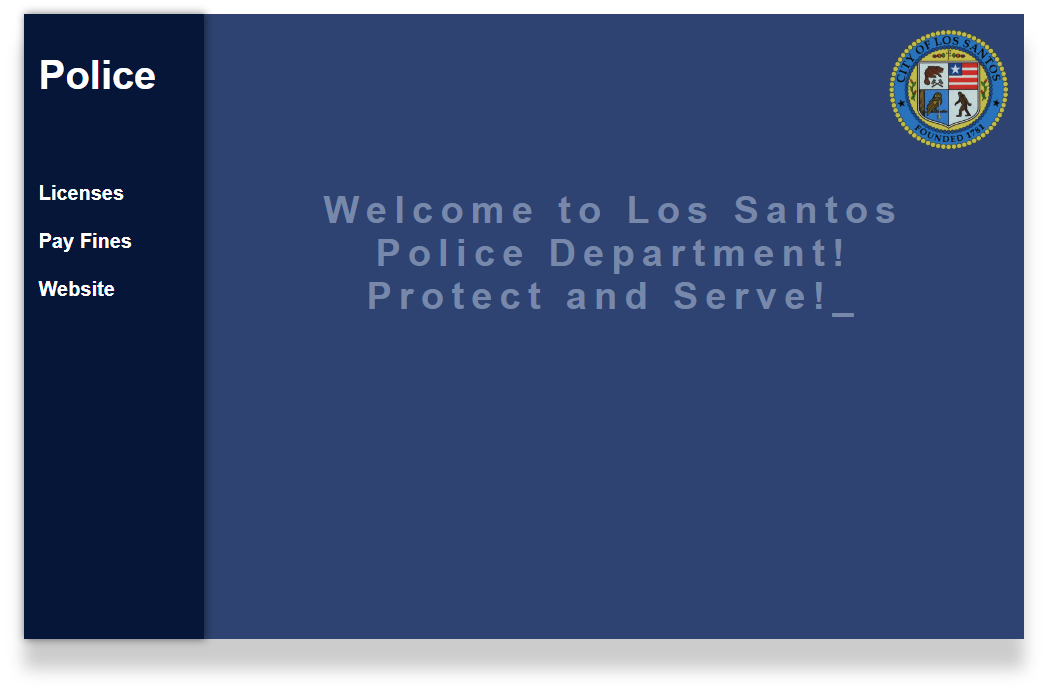 Police
Licenses
Pay Fines
Website
CITY OF LOS SANTOS
FOUNDED 1781
Welcome to Los Santos
Police Department!
Protect and Serve!_